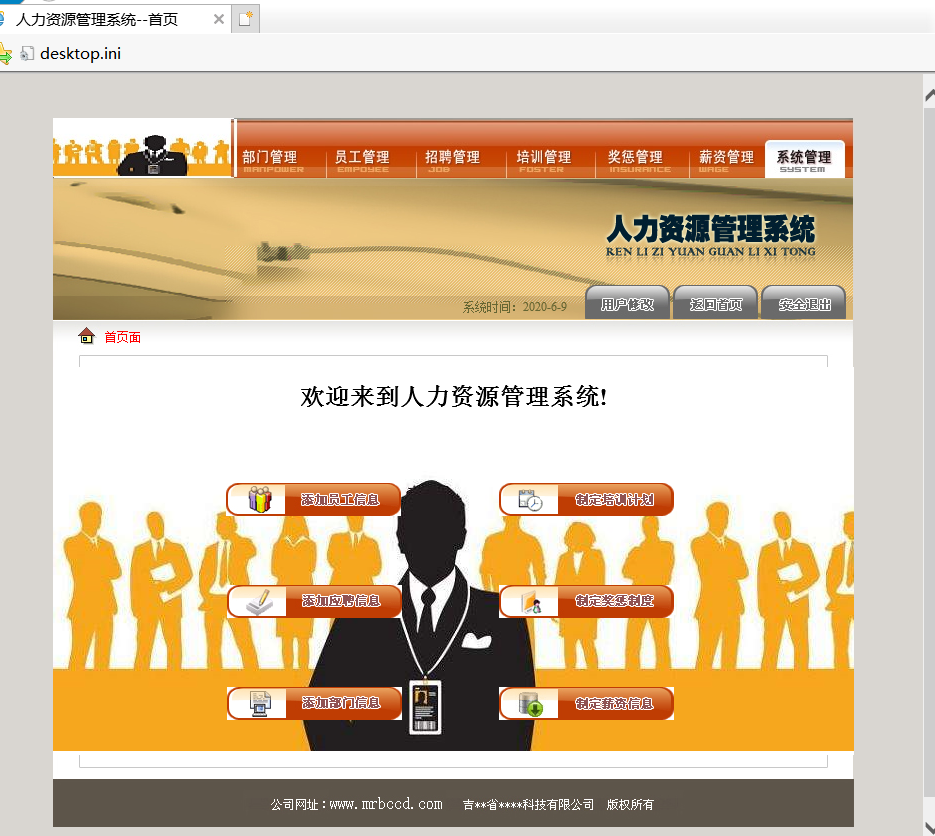 人力资源管理系统--首页
desktop.ini
部门管理 员工管理 招聘管理 培训管理 奖惩管理 薪资管理 系统管理
MANPOWER EMPOYEE JOB FOSTER INSURANCE WAGE SYSTEM
人力资源管理系统
REN LI ZI YUAN GUAN LI XI TONG
系统时间：2020-6-9 用户修改 返回首页 安全退出
首页面
欢迎来到人力资源管理系统!
添加员工信息 制定培训计划
添加应聘信息 制定奖惩制度
添加部门信息 制定薪资信息
公司网址:www.mrbccd.com 吉**省****科技有限公司 版权所有